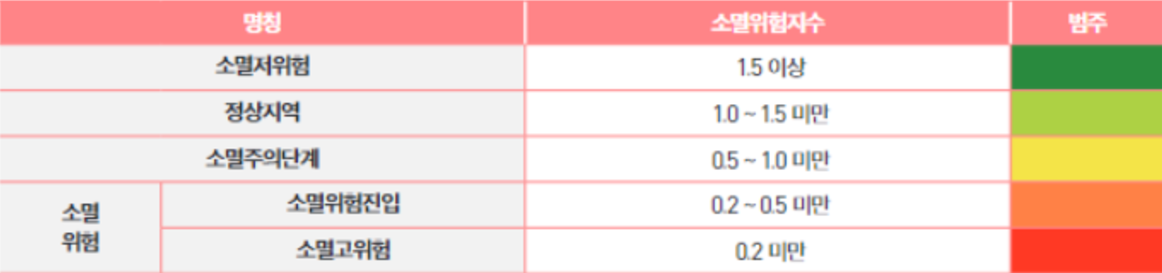 명칭 소멸위험지수 범주
소멸저위험 1.5 이상
정상지역 1.0 ~ 1.5 미만
소멸주의단계 0.5 ~ 1.0 미만
소멸
위험
소멸위험진입 0.2 ~ 0.5 미만
소멸고위험 0.2 미만